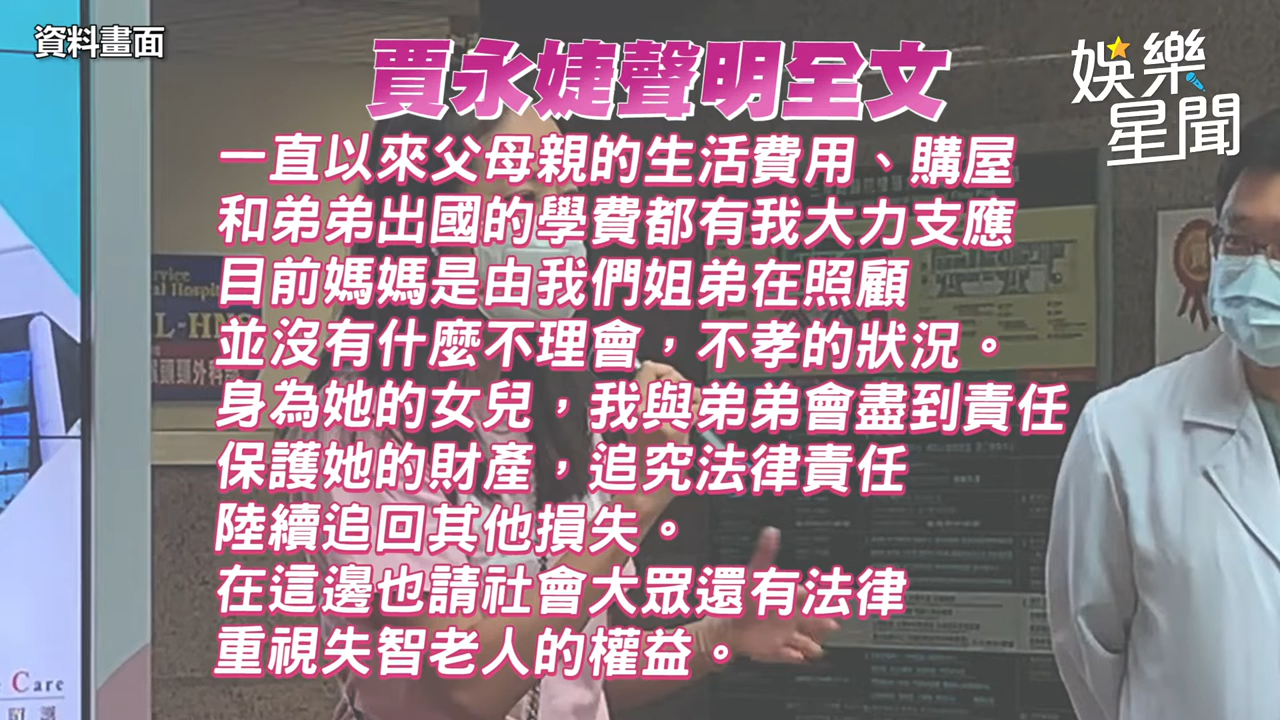 資料畫面
賈永婕聲明全文
娛樂
星聞
一直以來父母親的生活費用、購屋
和弟弟出國的學費都有我大力支應
目前媽媽是由我們姐弟在照顧
並沒有什麼不理會，不孝的狀況。
身為她的女兒，我與弟弟會盡到責任
保護她的財產，追究法律責任
陸續追回其他損失。
在這邊也請社會大眾還有法律
重視失智老人的權益。
Care